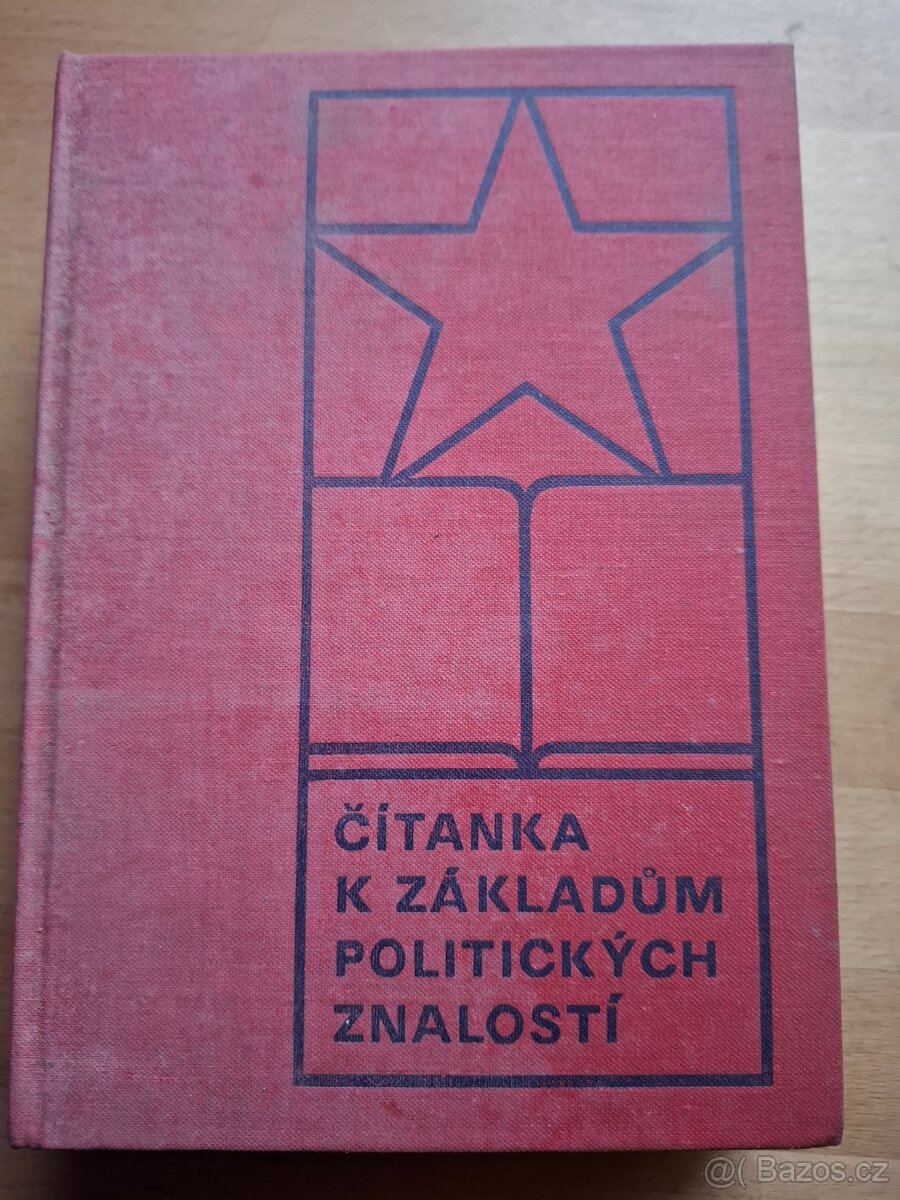 ČÍTANKA
K ZÁKLADŮM
POLITICKÝCH
ZNALOSTÍ
@( Bazos.cz